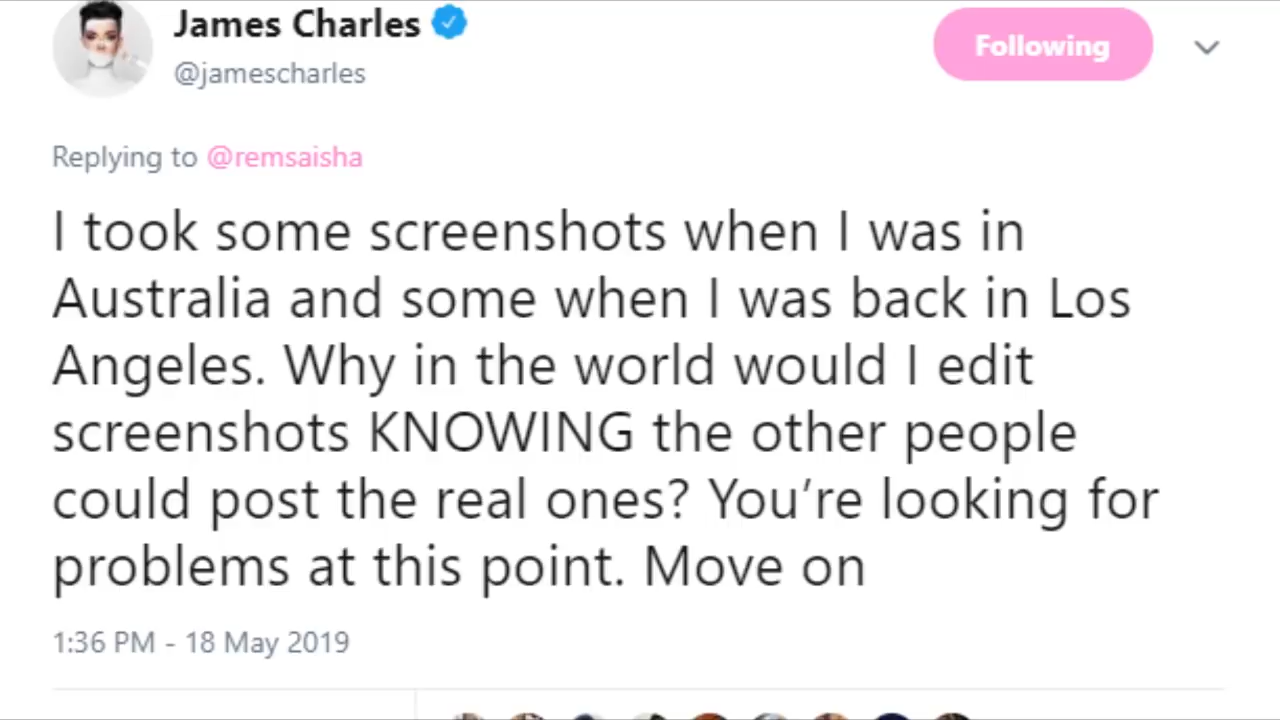 James Charles
Following
@jamescharles
Replying to @remsaisha
I took some screenshots when I was in
Australia and some when I was back in Los
Angeles. Why in the world would I edit
screenshots KNOWING the other people
could post the real ones? You’re looking for
problems at this point. Move on
1:36 PM - 18 May 2019